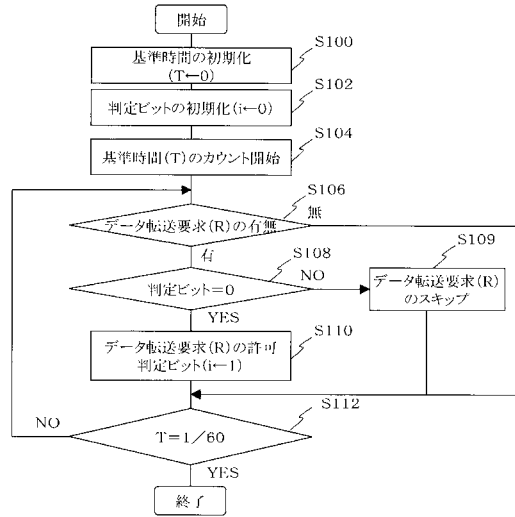 開始
S100
基準時間の初期化
(T←0)
S102
判定ビットの初期化(i←0)
S104
基準時間(T)のカウント開始
S106
データ転送要求(R)の有無
無
有
S108
S109
判定ビット=0
NO
データ転送要求(R)
のスキップ
YES
S110
データ転送要求(R)の許可
判定ビット(i←1)
S112
NO
T=1/60
YES
終了